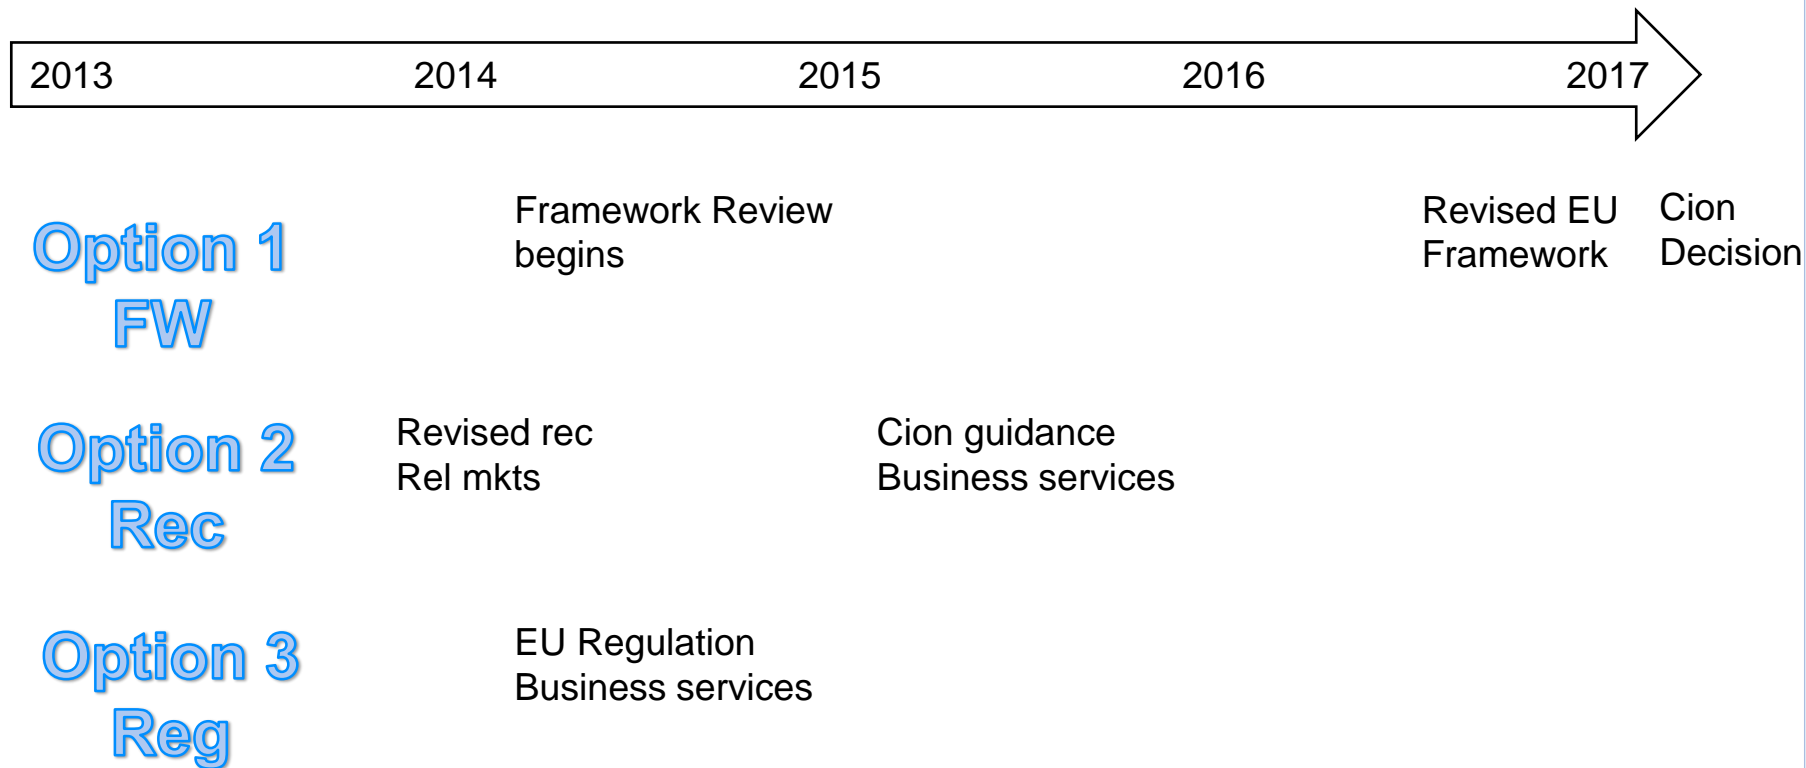 2013 2014 2015 2016 2017
Option 1
FW
Framework Review
begins
Revised EU
Framework
Cion
Decision
Option 2
Rec
Revised rec
Rel mkts
Cion guidance
Business services
Option 3
Reg
EU Regulation
Business services